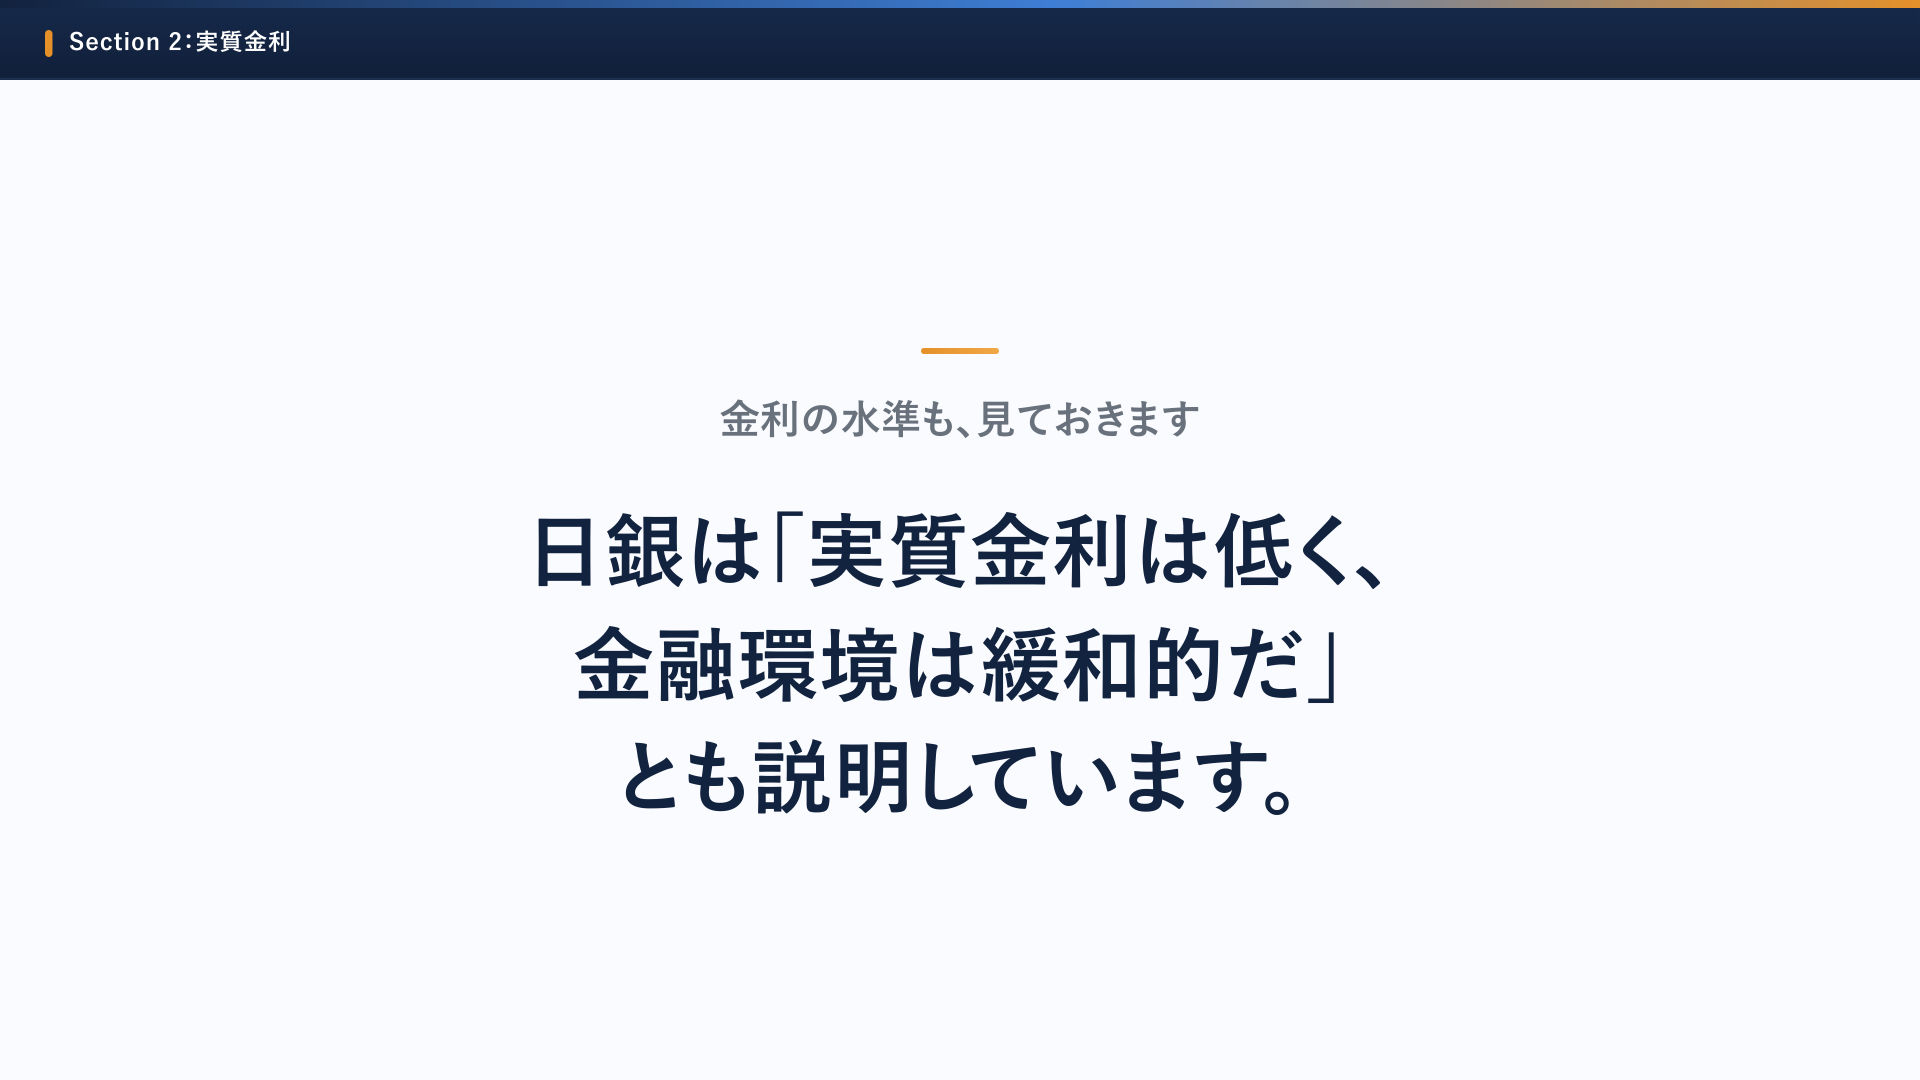 Section 2：実質金利
金利の水準も、見ておきます
日銀は「実質金利は低く、
金融環境は緩和的だ」
とも説明しています。